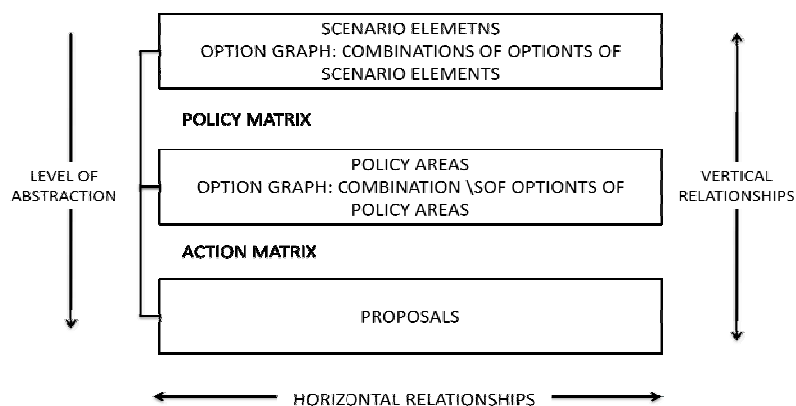 SCENARIO ELEMETNS
OPTION GRAPH: COMBINATIONS OF OPTIONTS OF
SCENARIO ELEMENTS
POLICY MATRIX
LEVEL OF
ABSTRACTION
POLICY AREAS
OPTION GRAPH: COMBINATION \SOF OPTIONTS OF
POLICY AREAS
VERTICAL
RELATIONSHIPS
ACTION MATRIX
PROPOSALS
HORIZONTAL RELATIONSHIPS